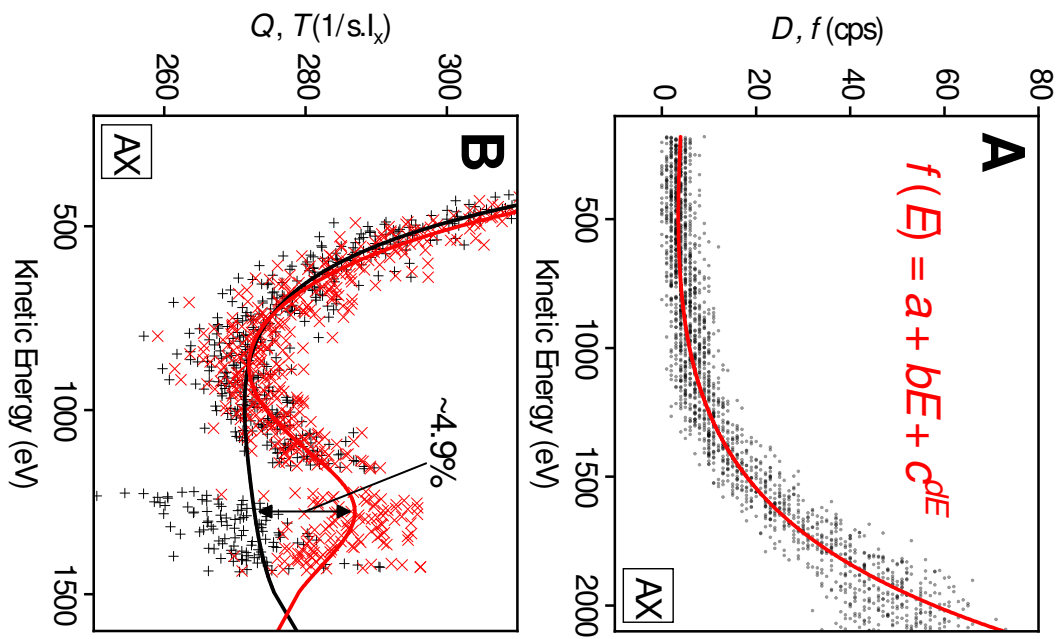 A
f (E) = a + bE + c^dE
D, f (cps)
80
60
40
20
0
500
1000
1500
2000
Kinetic Energy (eV)
AX
B
Q, T(1/s.Iₓ)
300
280
260
500
1000
1500
Kinetic Energy (eV)
~4.9%
AX